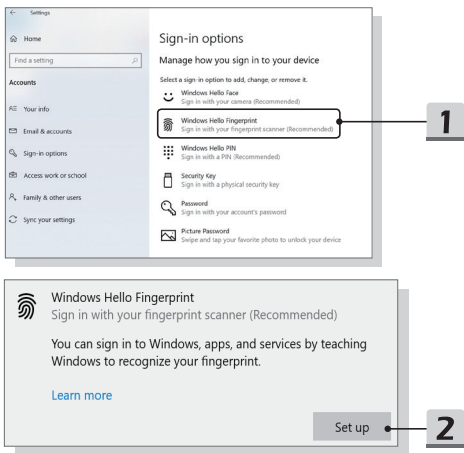 Settings
Home
Find a setting
Accounts
Your info
Email & accounts
Sign-in options
Access work or school
Family & other users
Sync your settings
Sign-in options
Manage how you sign in to your device
Select a sign-in option to add, change, or remove it.
Windows Hello Face
Sign in with your camera (Recommended)
Windows Hello Fingerprint
Sign in with your fingerprint scanner (Recommended)
Windows Hello PIN
Sign in with a PIN (Recommended)
Security Key
Sign in with a physical security key
Password
Sign in with your account's password
Picture Password
Swipe and tap your favorite photo to unlock your device
1
Windows Hello Fingerprint
Sign in with your fingerprint scanner (Recommended)
You can sign in to Windows, apps, and services by teaching
Windows to recognize your fingerprint.
Learn more
Set up
2